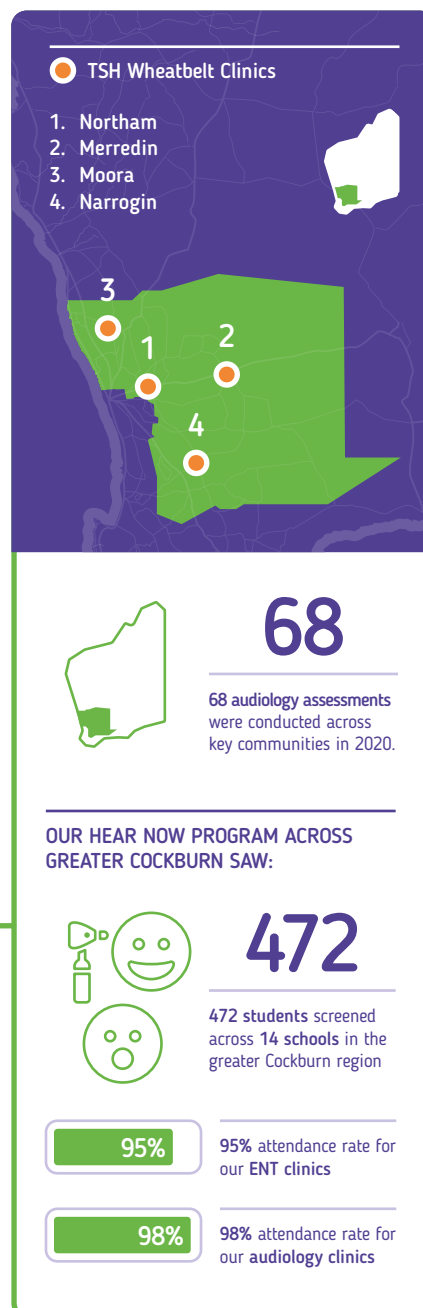 TSH Wheatbelt Clinics
1. Northam
2. Merredin
3. Moora
4. Narrogin
3
1
2
4
68
68 audiology assessments
were conducted across
key communities in 2020.
OUR HEAR NOW PROGRAM ACROSS
GREATER COCKBURN SAW:
472
472 students screened
across 14 schools in the
greater Cockburn region
95%
95% attendance rate for
our ENT clinics
98%
98% attendance rate for
our audiology clinics